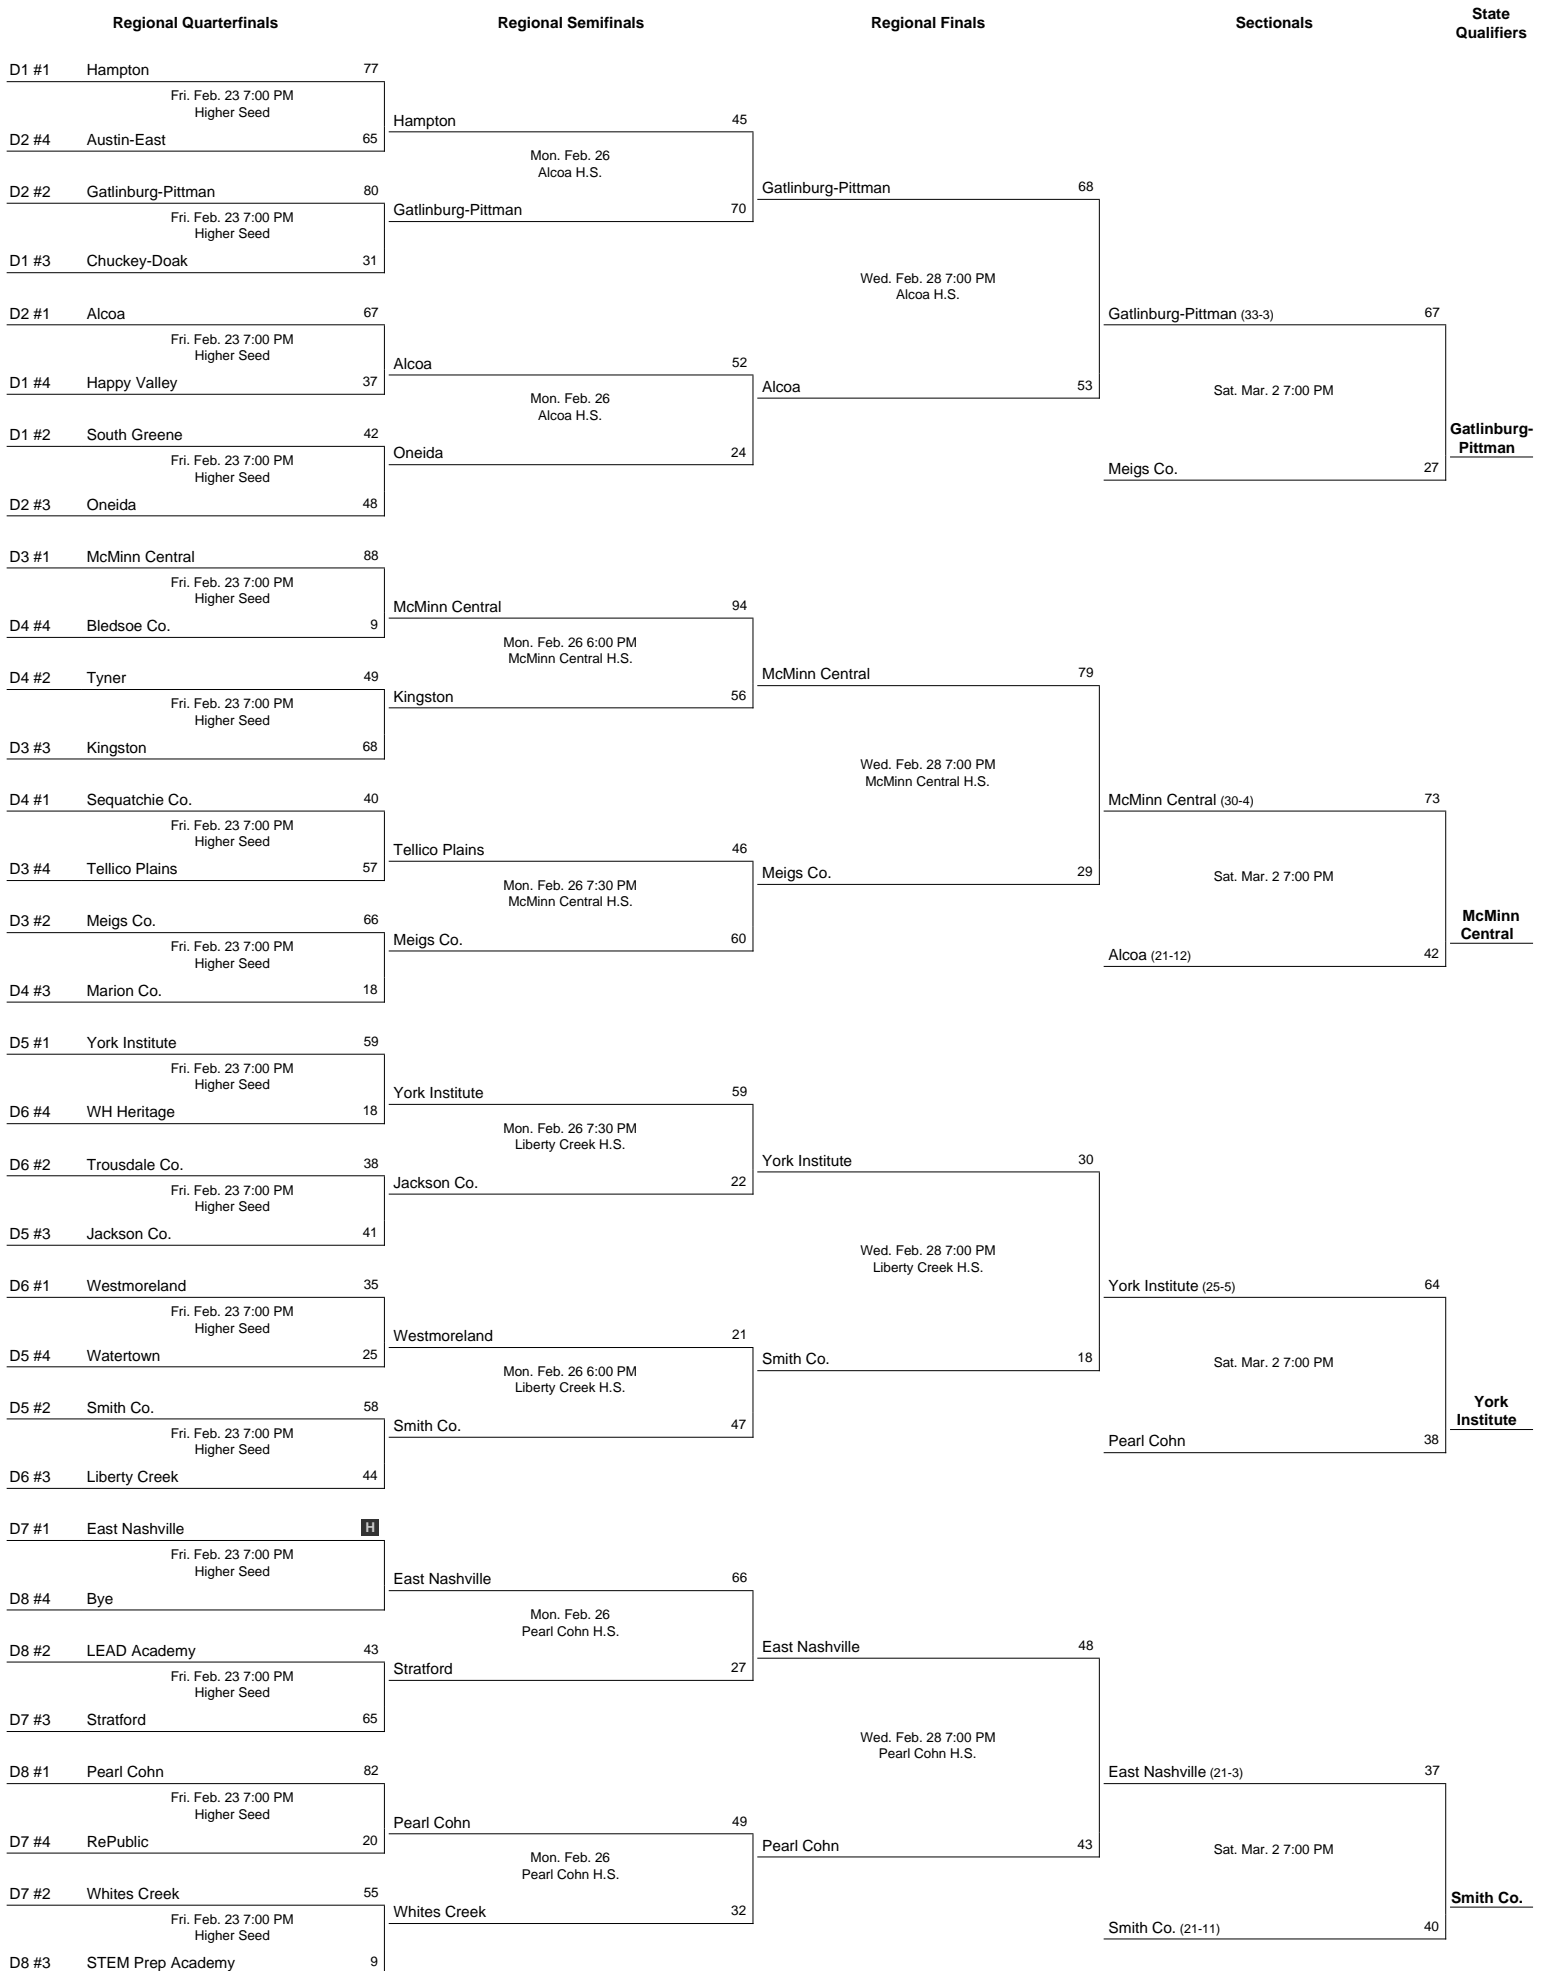 Regional Quarterfinals
Regional Semifinals
Regional Finals
Sectionals
State
Qualifiers
D1 #1 Hampton 77
Fri. Feb. 23 7:00 PM
Higher Seed
D2 #4 Austin-East 65
D2 #2 Gatlinburg-Pittman 80
Fri. Feb. 23 7:00 PM
Higher Seed
D1 #3 Chuckey-Doak 31
D2 #1 Alcoa 67
Fri. Feb. 23 7:00 PM
Higher Seed
D1 #4 Happy Valley 37
D1 #2 South Greene 42
Fri. Feb. 23 7:00 PM
Higher Seed
D2 #3 Oneida 48
D3 #1 McMinn Central 88
Fri. Feb. 23 7:00 PM
Higher Seed
D4 #4 Bledsoe Co. 9
D4 #2 Tyner 49
Fri. Feb. 23 7:00 PM
Higher Seed
D3 #3 Kingston 68
D4 #1 Sequatchie Co. 40
Fri. Feb. 23 7:00 PM
Higher Seed
D3 #4 Tellico Plains 57
D3 #2 Meigs Co. 66
Fri. Feb. 23 7:00 PM
Higher Seed
D4 #3 Marion Co. 18
D5 #1 York Institute 59
Fri. Feb. 23 7:00 PM
Higher Seed
D6 #4 WH Heritage 18
D6 #2 Trousdale Co. 38
Fri. Feb. 23 7:00 PM
Higher Seed
D5 #3 Jackson Co. 41
D6 #1 Westmoreland 35
Fri. Feb. 23 7:00 PM
Higher Seed
D5 #4 Watertown 25
D5 #2 Smith Co. 58
Fri. Feb. 23 7:00 PM
Higher Seed
D6 #3 Liberty Creek 44
D7 #1 East Nashville H
Fri. Feb. 23 7:00 PM
Higher Seed
D8 #4 Bye
D8 #2 LEAD Academy 43
Fri. Feb. 23 7:00 PM
Higher Seed
D7 #3 Stratford 65
D8 #1 Pearl Cohn 82
Fri. Feb. 23 7:00 PM
Higher Seed
D7 #4 RePublic 20
D7 #2 Whites Creek 55
Fri. Feb. 23 7:00 PM
Higher Seed
D8 #3 STEM Prep Academy 9
Hampton 45
Mon. Feb. 26
Alcoa H.S.
Gatlinburg-Pittman 70
Alcoa 52
Mon. Feb. 26
Alcoa H.S.
Oneida 24
McMinn Central 94
Mon. Feb. 26 6:00 PM
McMinn Central H.S.
Kingston 56
Tellico Plains 46
Mon. Feb. 26 7:30 PM
McMinn Central H.S.
Meigs Co. 60
York Institute 59
Mon. Feb. 26 7:30 PM
Liberty Creek H.S.
Jackson Co. 22
Westmoreland 21
Mon. Feb. 26 6:00 PM
Liberty Creek H.S.
Smith Co. 47
East Nashville 66
Mon. Feb. 26
Pearl Cohn H.S.
Stratford 27
Pearl Cohn 49
Mon. Feb. 26
Pearl Cohn H.S.
Whites Creek 32
Gatlinburg-Pittman 68
Wed. Feb. 28 7:00 PM
Alcoa H.S.
Alcoa 53
McMinn Central 79
Wed. Feb. 28 7:00 PM
McMinn Central H.S.
Meigs Co. 29
York Institute 30
Wed. Feb. 28 7:00 PM
Liberty Creek H.S.
Smith Co. 18
East Nashville 48
Wed. Feb. 28 7:00 PM
Pearl Cohn H.S.
Pearl Cohn 43
Gatlinburg-Pittman (33-3) 67
Sat. Mar. 2 7:00 PM
Meigs Co. 27
McMinn Central (30-4) 73
Sat. Mar. 2 7:00 PM
Alcoa (21-12) 42
York Institute (25-5) 64
Sat. Mar. 2 7:00 PM
Pearl Cohn 38
East Nashville (21-3) 37
Sat. Mar. 2 7:00 PM
Smith Co. (21-11) 40
Gatlinburg-
Pittman
McMinn
Central
York
Institute
Smith Co.